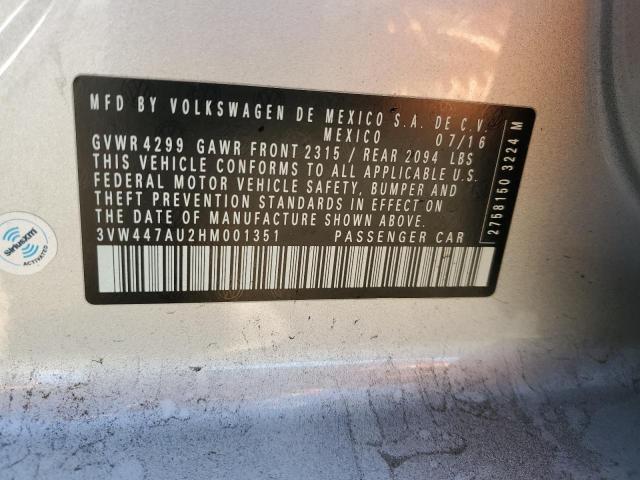 MFD BY VOLKSWAGEN DE MEXICO S.A. DE C.V.
MEXICO 07/16
GVWR 4299 GAWR FRONT 2315 / REAR 2094 LBS
THIS VEHICLE CONFORMS TO ALL APPLICABLE U.S.
FEDERAL MOTOR VEHICLE SAFETY, BUMPER AND
THEFT PREVENTION STANDARDS IN EFFECT ON
THE DATE OF MANUFACTURE SHOWN ABOVE.
3VW447AU2HM001351 PASSENGER CAR
2758150 3224 M
SiriusXM
ACTIVATED